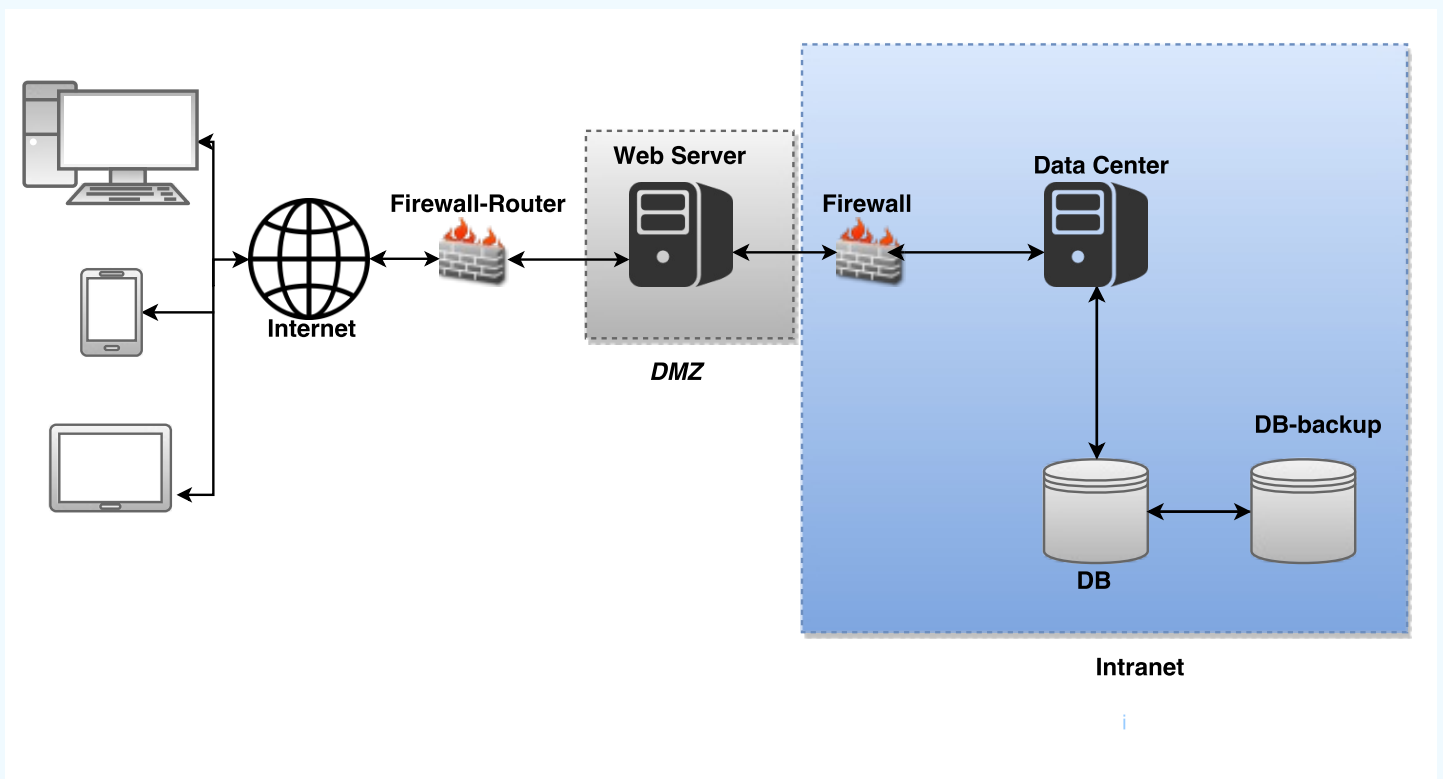 Web Server
Data Center
Firewall-Router
Firewall
Internet
DMZ
DB-backup
DB
Intranet
i